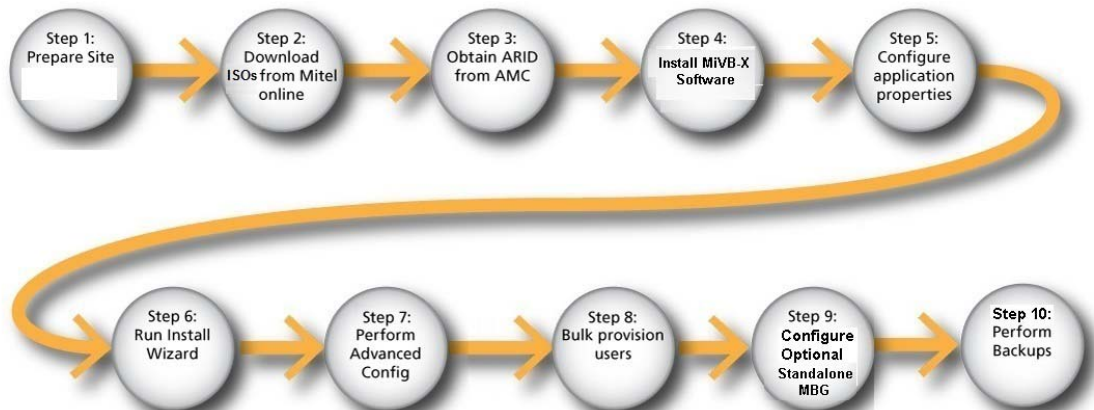 Step 1:
Prepare Site
Step 2:
Download
ISOs from Mitel
online
Step 3:
Obtain ARID
from AMC
Step 4:
Install MiVB-X
Software
Step 5:
Configure
application
properties
Step 6:
Run Install
Wizard
Step 7:
Perform
Advanced
Config
Step 8:
Bulk provision
users
Step 9:
Configure
Optional
Standalone
MBG
Step 10:
Perform
Backups